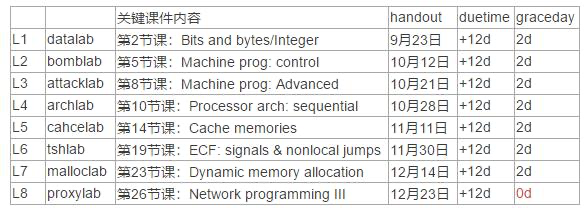 关键课件内容 handout duetime graceday
L1 datalab 第2节课：Bits and bytes/Integer 9月23日 +12d 2d
L2 bomblab 第5节课：Machine prog: control 10月12日 +12d 2d
L3 attacklab 第8节课：Machine prog: Advanced 10月21日 +12d 2d
L4 archlab 第10节课：Processor arch: sequential 10月28日 +12d 2d
L5 cahcelab 第14节课：Cache memories 11月11日 +12d 2d
L6 tshlab 第19节课：ECF: signals & nonlocal jumps 11月30日 +12d 2d
L7 malloclab 第23节课：Dynamic memory allocation 12月14日 +12d 2d
L8 proxylab 第26节课：Network programming III 12月23日 +12d 0d